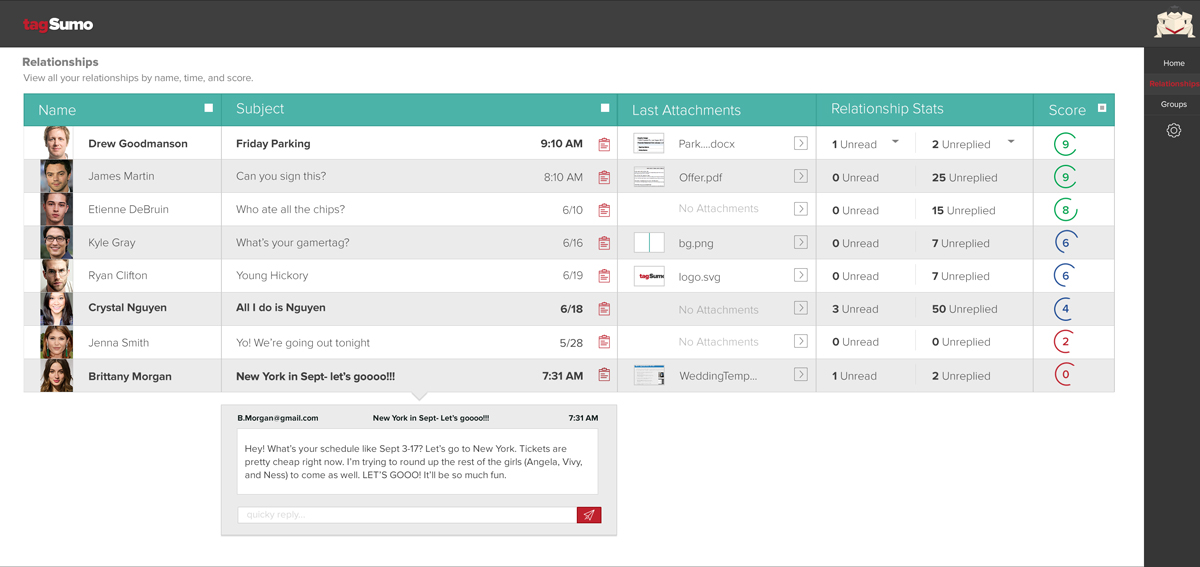 tagSumo
Home
Relationships
Groups
Relationships
View all your relationships by name, time, and score.
Name Subject Last Attachments Relationship Stats Score
Drew Goodmanson Friday Parking 9:10 AM Park....docx 1 Unread 2 Unreplied 9
James Martin Can you sign this? 8:10 AM Offer.pdf 0 Unread 25 Unreplied 9
Etienne DeBruin Who ate all the chips? 6/10 No Attachments 0 Unread 15 Unreplied 8
Kyle Gray What's your gamertag? 6/16 bg.png 0 Unread 7 Unreplied 6
Ryan Clifton Young Hickory 6/19 tagSumo logo.svg 0 Unread 7 Unreplied 6
Crystal Nguyen All I do is Nguyen 6/18 No Attachments 3 Unread 50 Unreplied 4
Jenna Smith Yo! We're going out tonight 5/28 No Attachments 0 Unread 0 Unreplied 2
Brittany Morgan New York in Sept- let's goooo!!! 7:31 AM WeddingTemp... 1 Unread 2 Unreplied 0
B.Morgan@gmail.com New York in Sept- Let's goooo!!! 7:31 AM
Hey! What's your schedule like Sept 3-17? Let's go to New York. Tickets are
pretty cheap right now. I'm trying to round up the rest of the girls (Angela, Vivy,
and Ness) to come as well. LET'S GOOO! It'll be so much fun.
quicky reply...